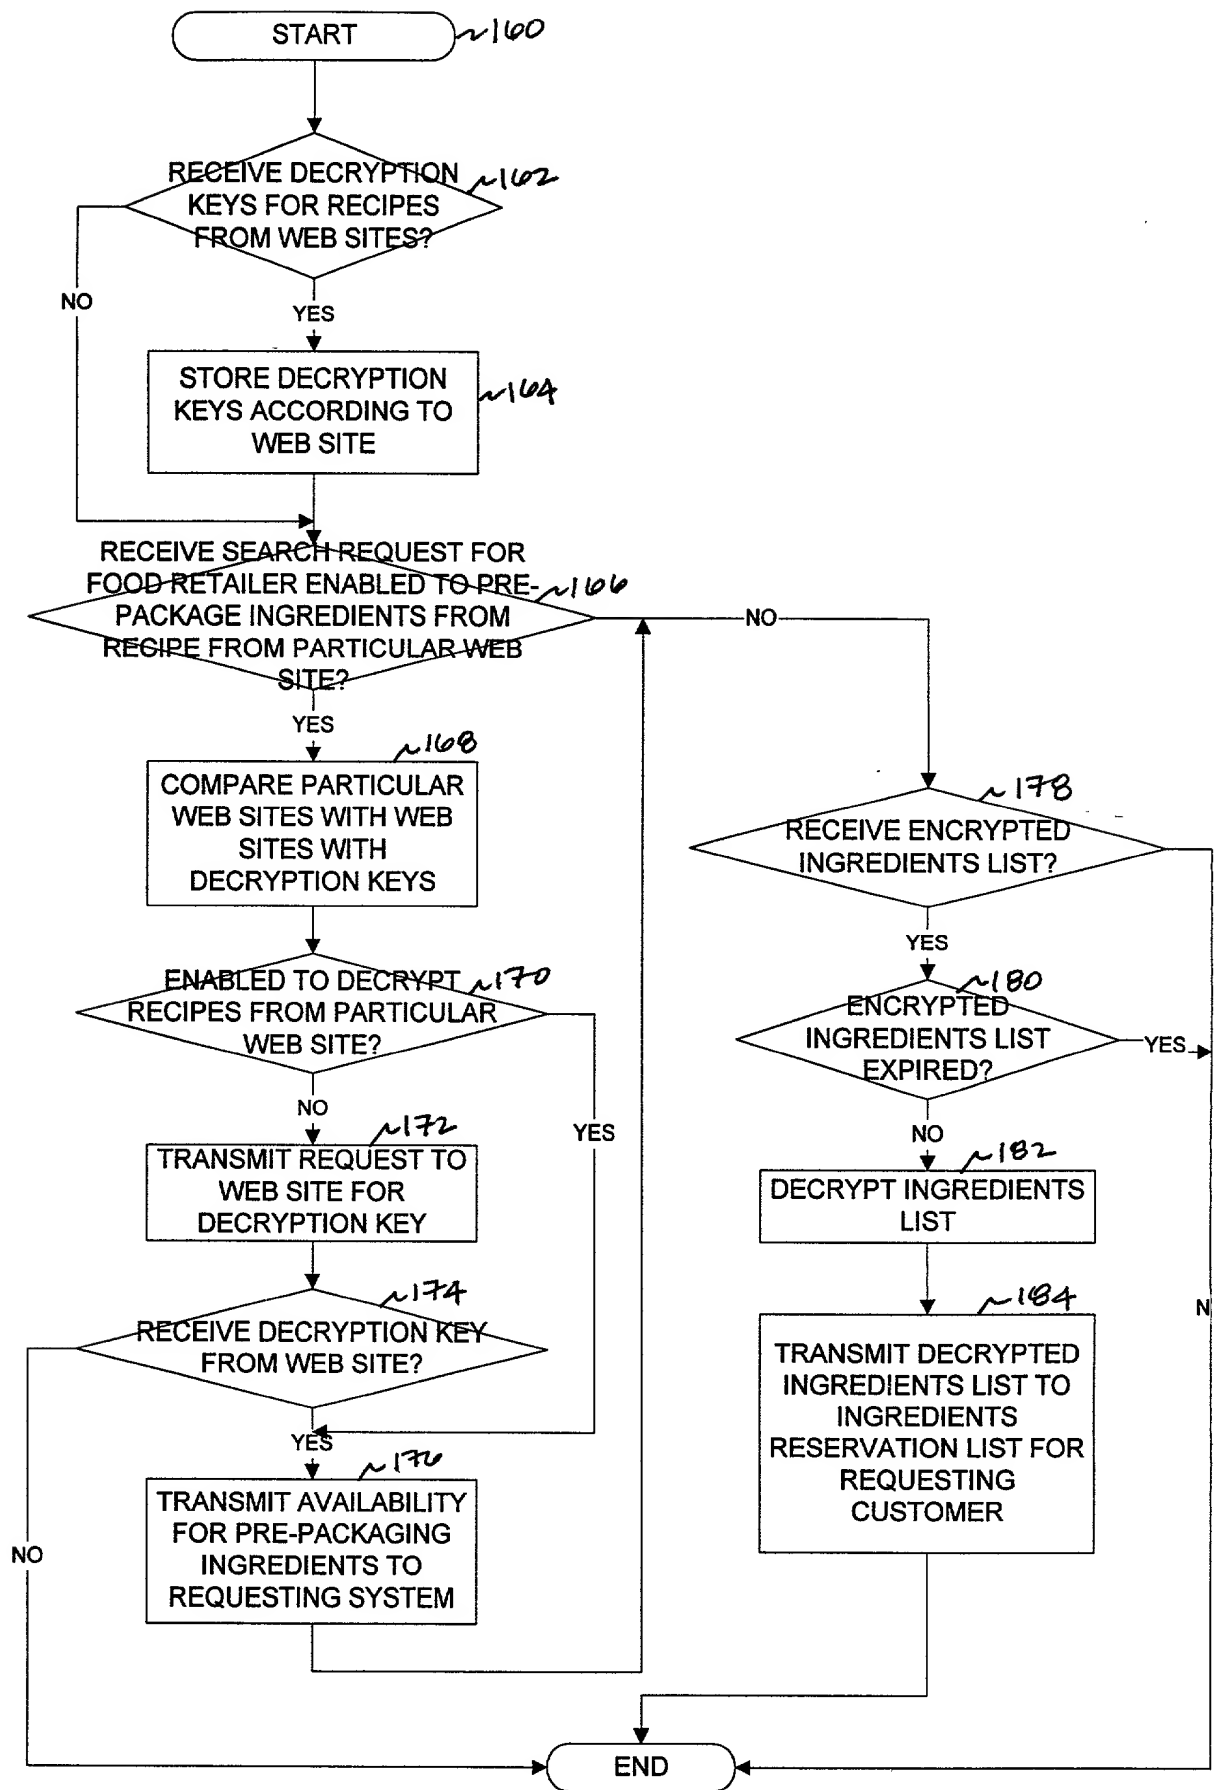 START
~160
RECEIVE DECRYPTION
KEYS FOR RECIPES
FROM WEB SITES?
~162
NO
YES
STORE DECRYPTION
KEYS ACCORDING TO
WEB SITE
~164
RECEIVE SEARCH REQUEST FOR
FOOD RETAILER ENABLED TO PRE-
PACKAGE INGREDIENTS FROM
RECIPE FROM PARTICULAR WEB
SITE?
~166
NO
YES
COMPARE PARTICULAR
WEB SITES WITH WEB
SITES WITH
DECRYPTION KEYS
~168
ENABLED TO DECRYPT
RECIPES FROM PARTICULAR
WEB SITE?
~170
NO
YES
TRANSMIT REQUEST TO
WEB SITE FOR
DECRYPTION KEY
~172
RECEIVE DECRYPTION KEY
FROM WEB SITE?
~174
YES
NO
TRANSMIT AVAILABILITY
FOR PRE-PACKAGING
INGREDIENTS TO
REQUESTING SYSTEM
~176
RECEIVE ENCRYPTED
INGREDIENTS LIST?
~178
YES
N
ENCRYPTED
INGREDIENTS LIST
EXPIRED?
~180
YES
NO
DECRYPT INGREDIENTS
LIST
~182
TRANSMIT DECRYPTED
INGREDIENTS LIST TO
INGREDIENTS
RESERVATION LIST FOR
REQUESTING
CUSTOMER
~184
END